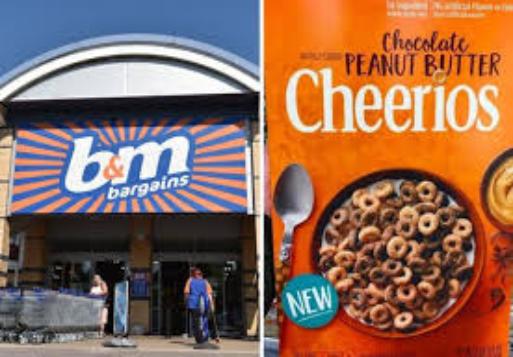 b&m
bargains
Chocolate
PEANUT BUTTER
Cheerios
NEW